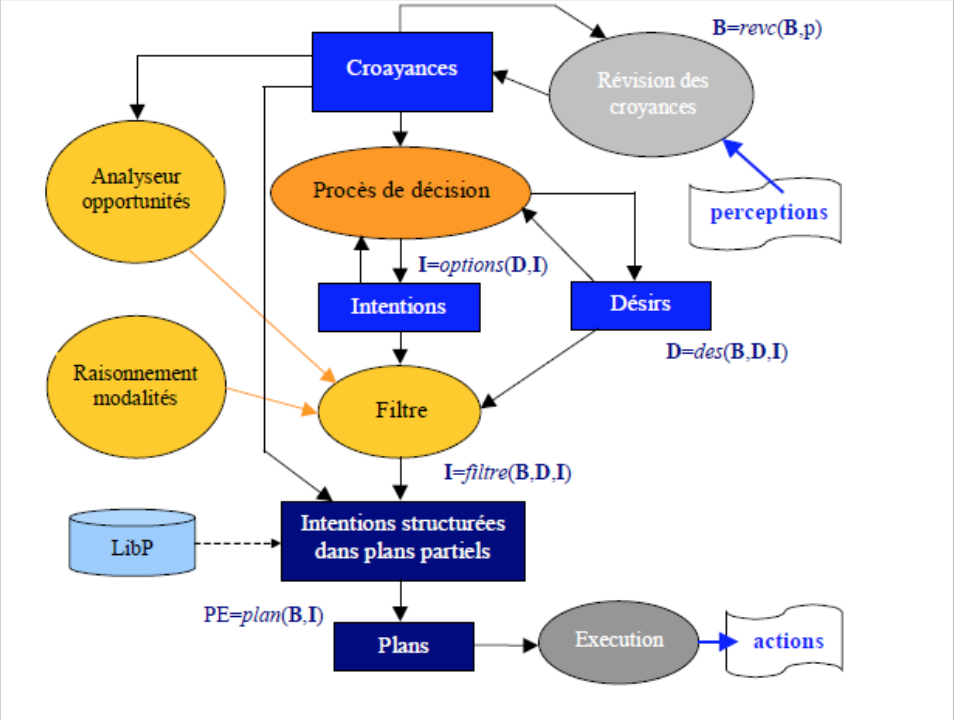 B=revc(B,p)
Croayances
Révision des
croyances
Analyseur
opportunités
Procès de décision
perceptions
I=options(D,I)
Intentions
Désirs
D=des(B,D,I)
Raisonnement
modalités
Filtre
I=filtre(B,D,I)
Intentions structurées
dans plans partiels
LibP
PE=plan(B,I)
Plans
Execution
actions